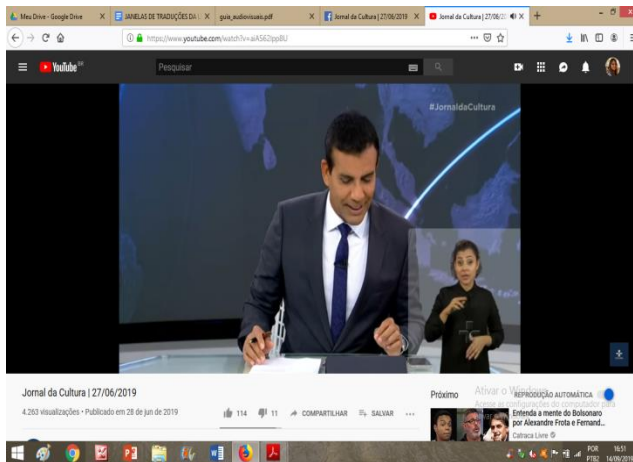 Meu Drive - Google Drive
JANELAS DE TRADUÇÕES DA L
guia_audiovisuais.pdf
Jornal da Cultura | 27/06/2019
Jornal da Cultura | 27/06/20
https://www.youtube.com/watch?v=
YouTube BR
Pesquisar
#JornaldaCultura
Jornal da Cultura | 27/06/2019
4.263 visualizações • Publicado em 28 de jun de 2019
114
11
COMPARTILHAR
SALVAR
Próximo
REPRODUÇÃO AUTOMÁTICA
Ativar o Windows
Acesse as configurações do computador para
Entenda a mente do Bolsonaro
por Alexandre Frota e Fernand...
Catraca Livre
POR
PTB2
16:51
14/09/2019